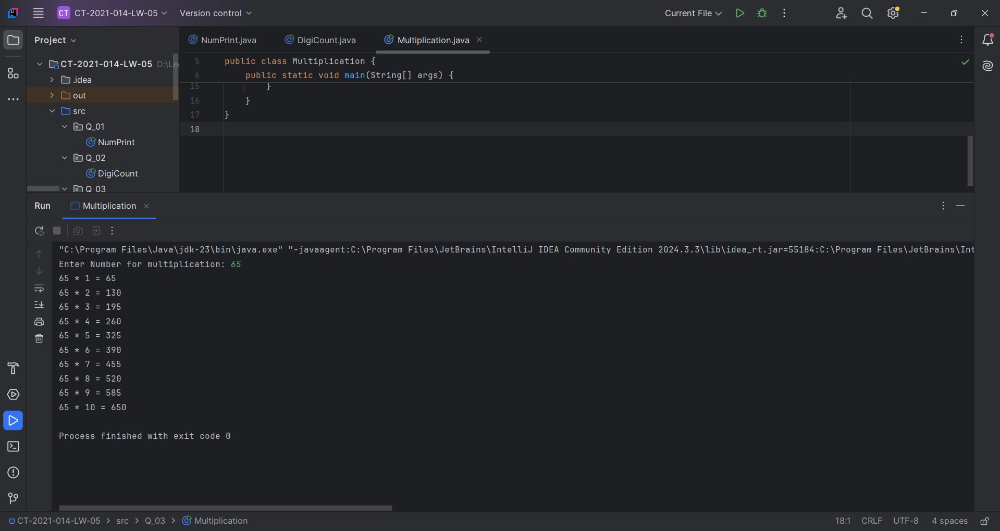 CT CT-2021-014-LW-05 Version control Current File
Project
NumPrint.java DigiCount.java Multiplication.java
CT-2021-014-LW-05 D:\Le
.idea
out
src
Q_01
NumPrint
Q_02
DigiCount
Q_03
5 public class Multiplication {
6 public static void main(String[] args) {
15 }
16 }
17 }
18
Run Multiplication
"C:\Program Files\Java\jdk-23\bin\java.exe" "-javaagent:C:\Program Files\JetBrains\IntelliJ IDEA Community Edition 2024.3.3\lib\idea_rt.jar=55184:C:\Program Files\JetBrains\Int
Enter Number for multiplication: 65
65 * 1 = 65
65 * 2 = 130
65 * 3 = 195
65 * 4 = 260
65 * 5 = 325
65 * 6 = 390
65 * 7 = 455
65 * 8 = 520
65 * 9 = 585
65 * 10 = 650
Process finished with exit code 0
CT-2021-014-LW-05 > src > Q_03 > Multiplication 18:1 CRLF UTF-8 4 spaces